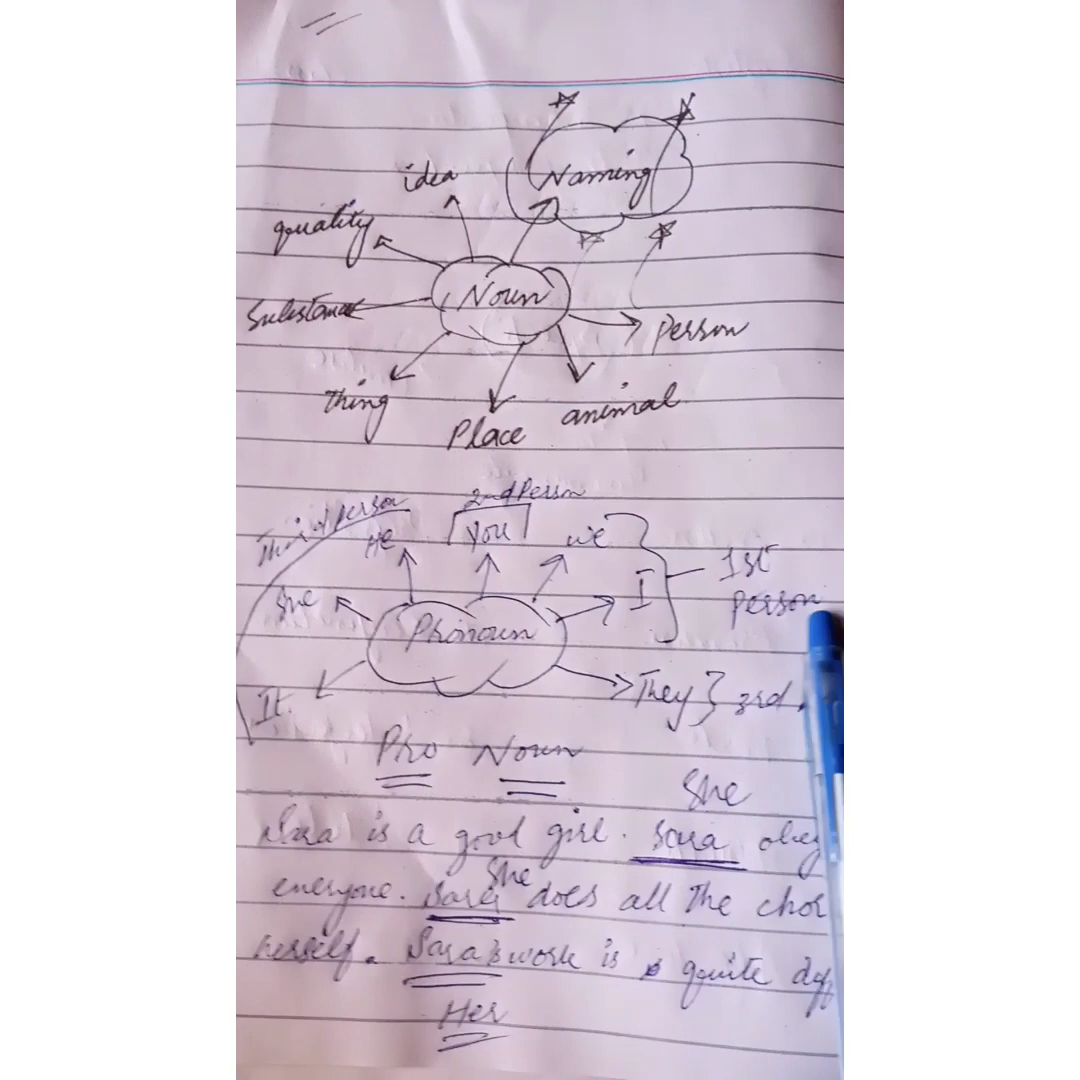 idea
Naming
quality
Noun
Substance
Person
thing
animal
Place
2nd Person
Third person
He
You
we
I
1st
person
She
Pronoun
They } 3rd
It.
Pro Noun
She
Sara is a good girl. Sara obey
She
everyone. Sara does all the chor
herself. Sara's work is quite
Her